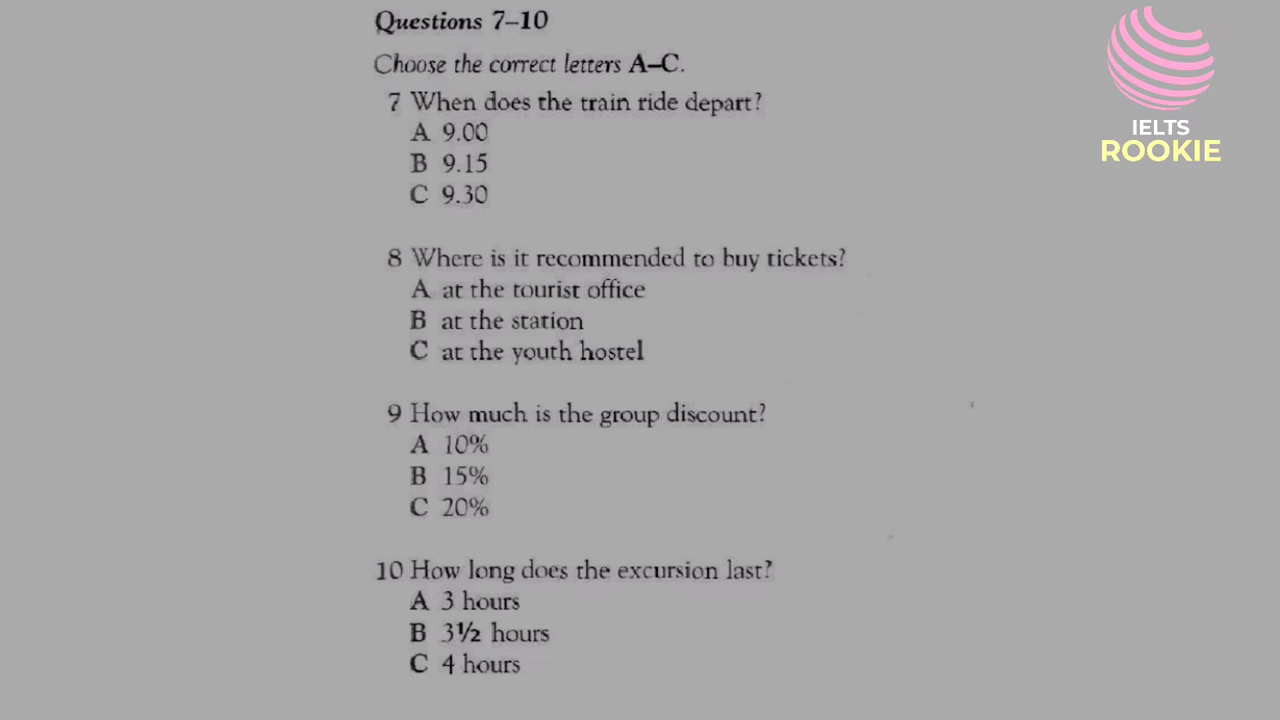 Questions 7–10
Choose the correct letters A–C.
7 When does the train ride depart?
A 9.00
B 9.15
C 9.30
8 Where is it recommended to buy tickets?
A at the tourist office
B at the station
C at the youth hostel
9 How much is the group discount?
A 10%
B 15%
C 20%
10 How long does the excursion last?
A 3 hours
B 3½ hours
C 4 hours
IELTS
ROOKIE